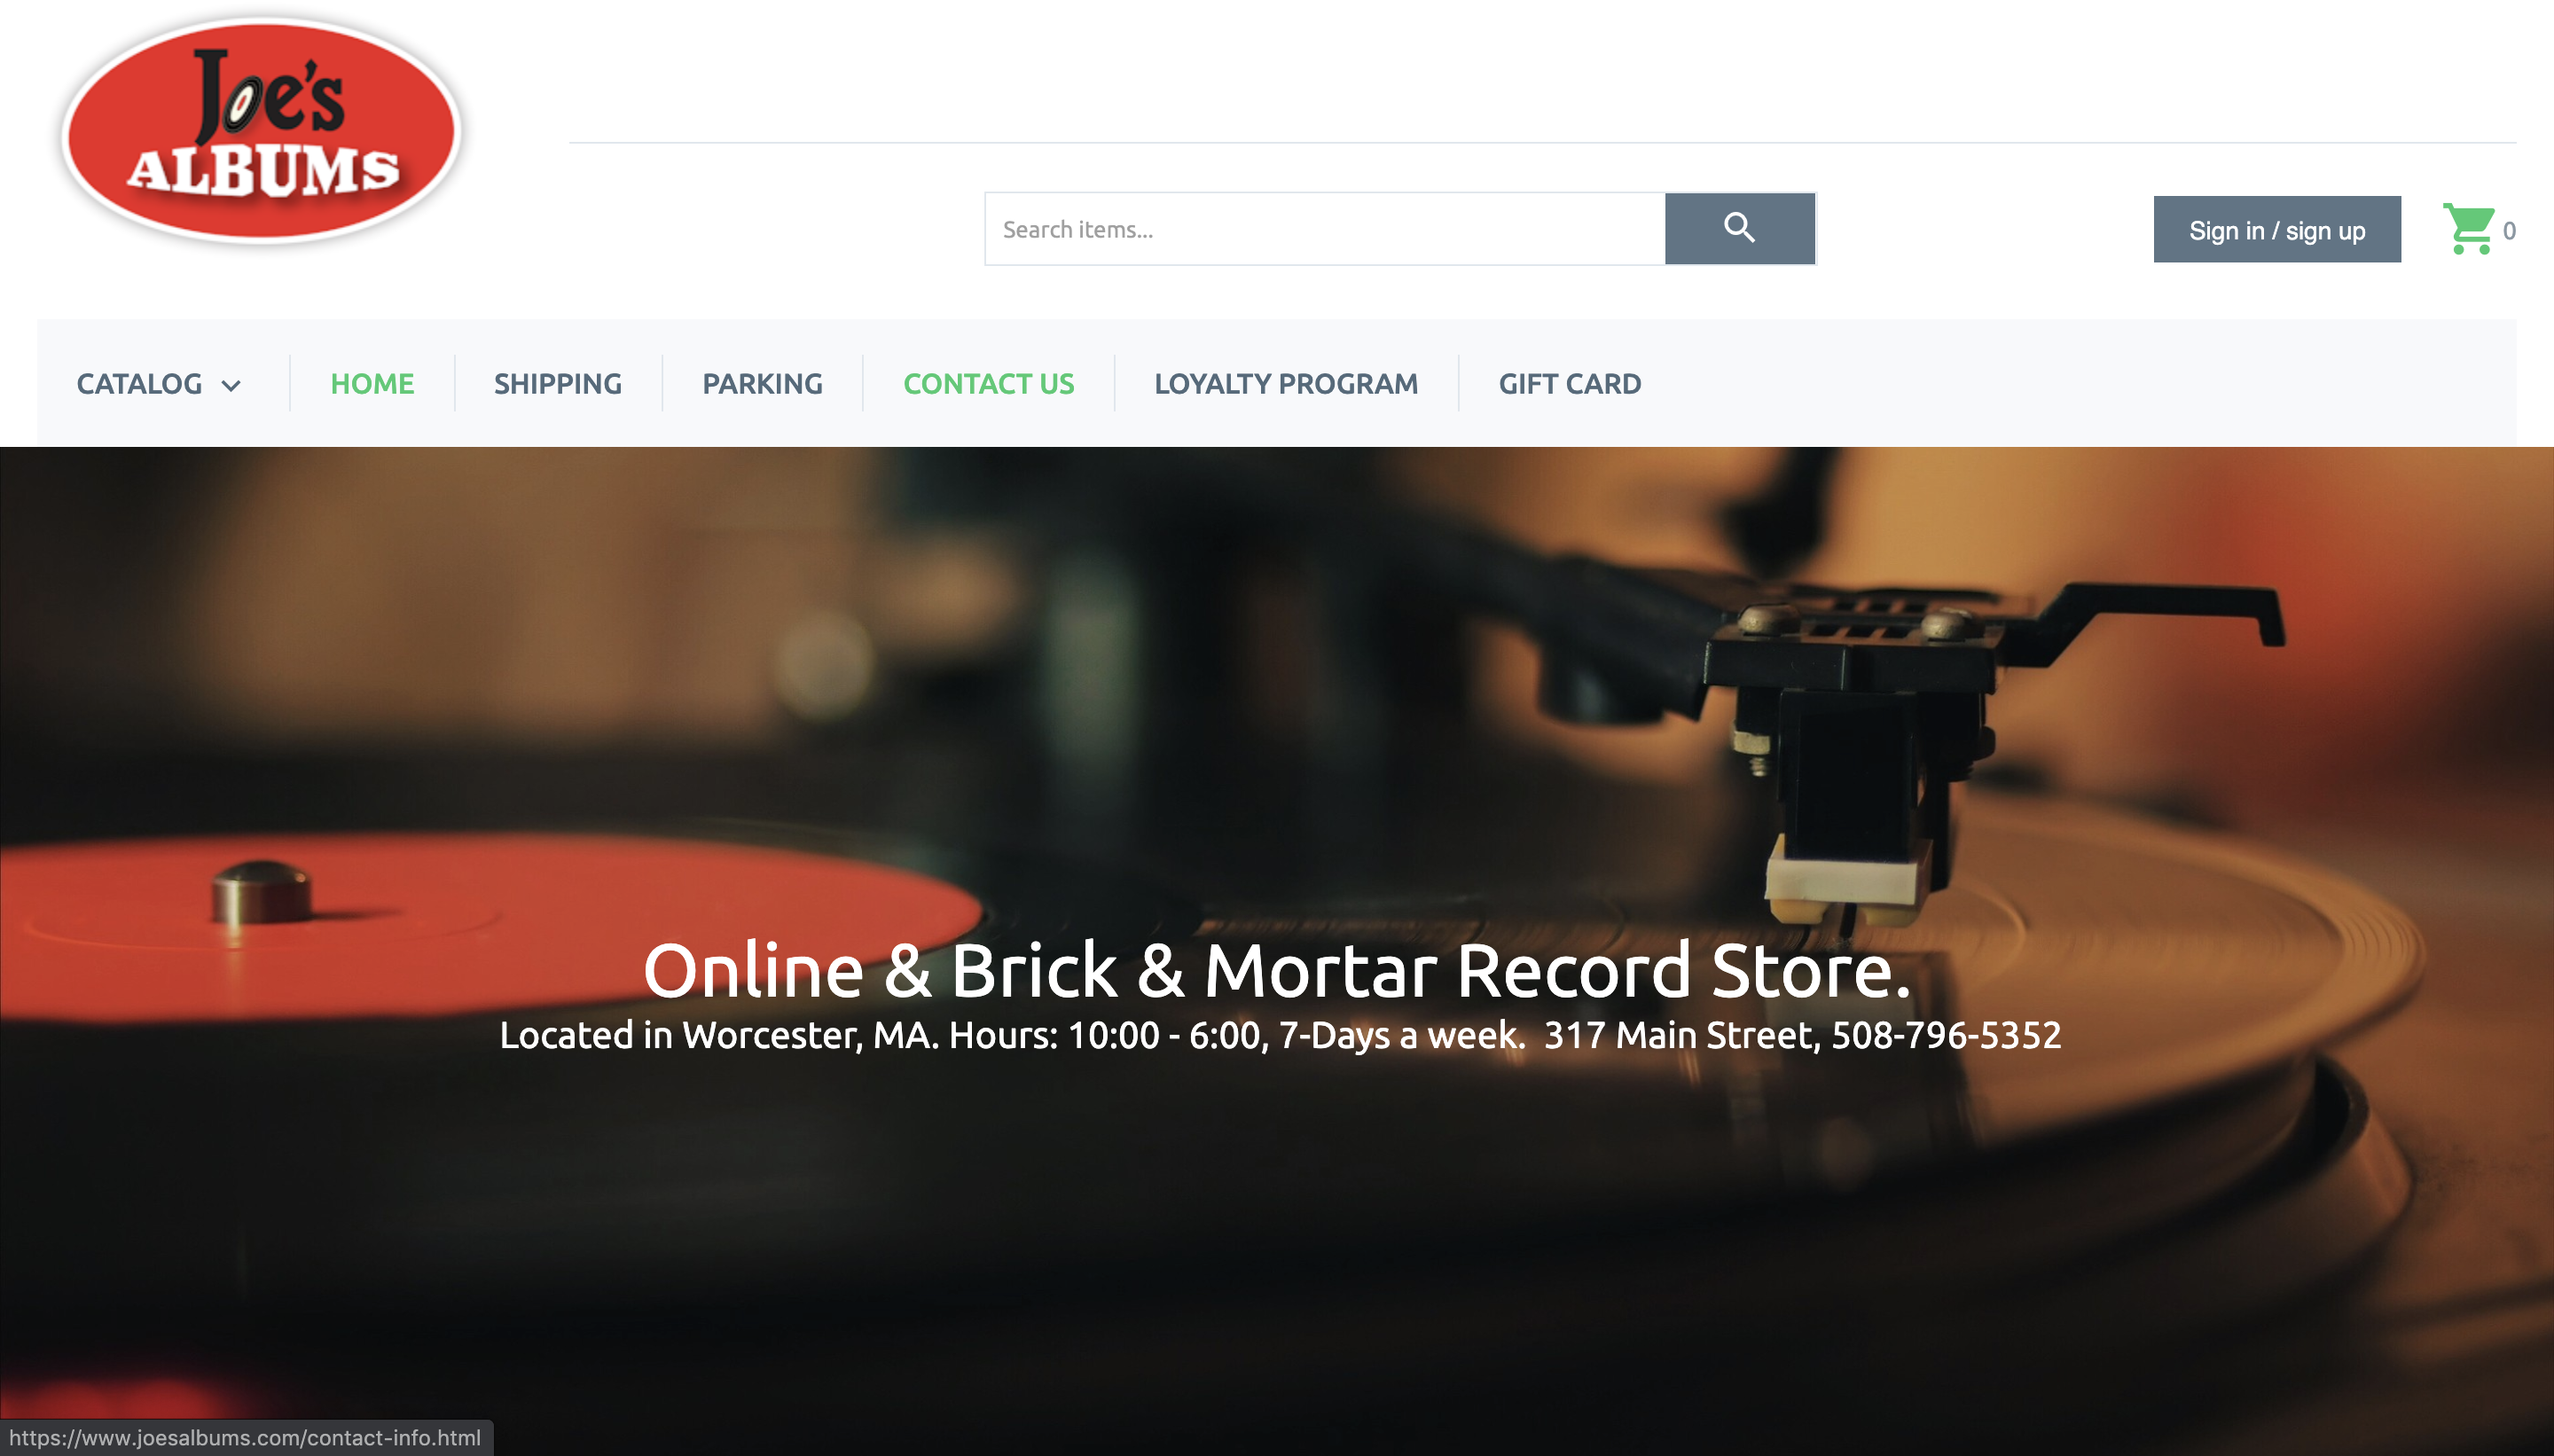 Joe's
ALBUMS
Search items...
Sign in / sign up
0
CATALOG
HOME
SHIPPING
PARKING
CONTACT US
LOYALTY PROGRAM
GIFT CARD
Online & Brick & Mortar Record Store.
Located in Worcester, MA. Hours: 10:00 - 6:00, 7-Days a week.  317 Main Street, 508-796-5352
https://www.joesalbums.com/contact-info.html